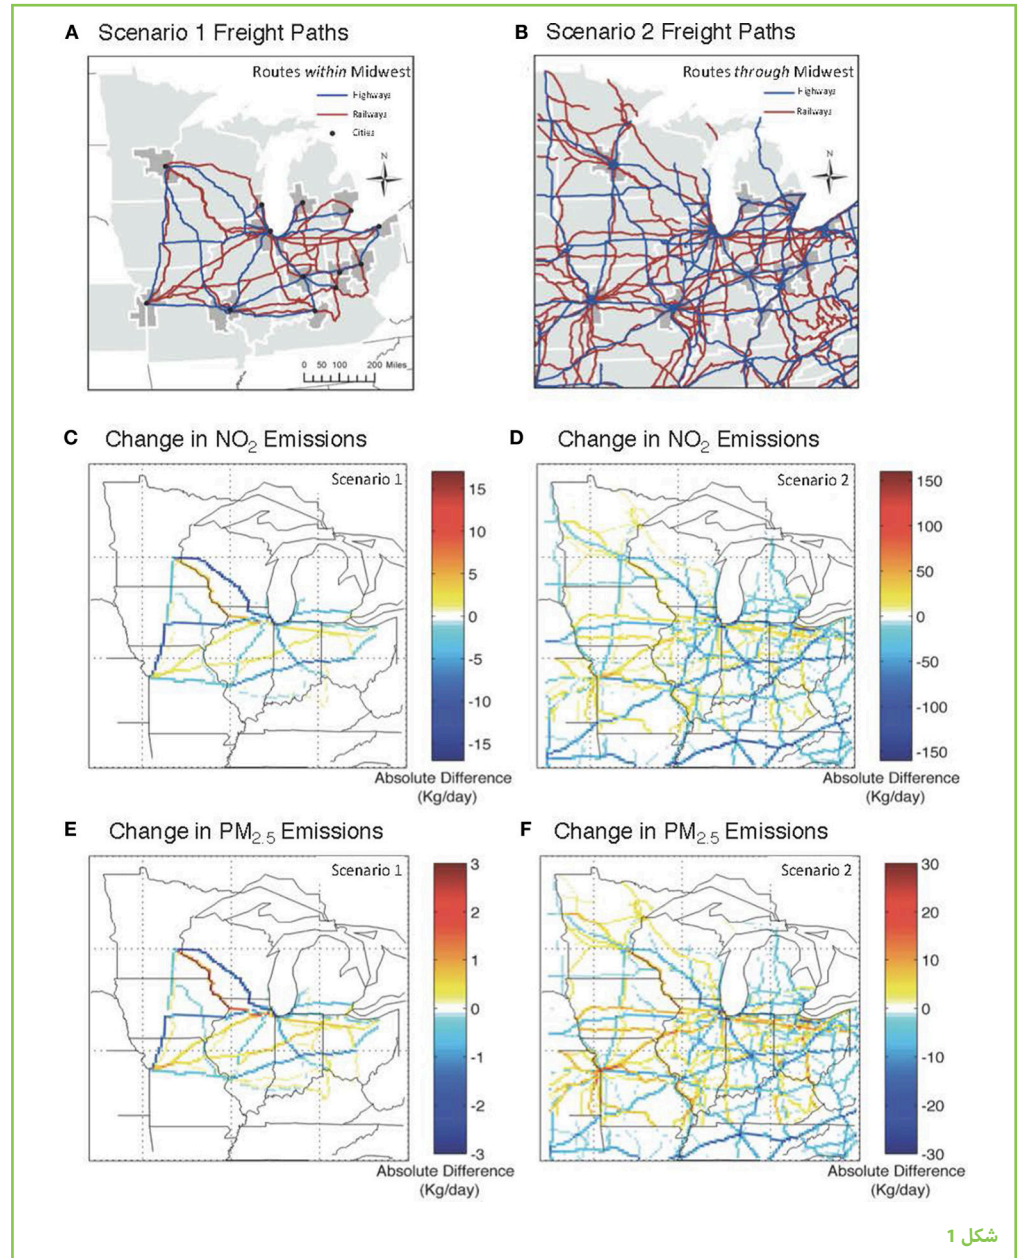 A Scenario 1 Freight Paths
Routes within Midwest
Highways
Railways
Cities
N
0 50 100 200 Miles
B Scenario 2 Freight Paths
Routes through Midwest
Highways
Railways
N
C Change in NO₂ Emissions
Scenario 1
15
10
5
0
-5
-10
-15
Absolute Difference
(Kg/day)
D Change in NO₂ Emissions
Scenario 2
150
100
50
0
-50
-100
-150
Absolute Difference
(Kg/day)
E Change in PM₂.₅ Emissions
Scenario 1
3
2
1
0
-1
-2
-3
Absolute Difference
(Kg/day)
F Change in PM₂.₅ Emissions
Scenario 2
30
20
10
0
-10
-20
-30
Absolute Difference
(Kg/day)
شكل 1